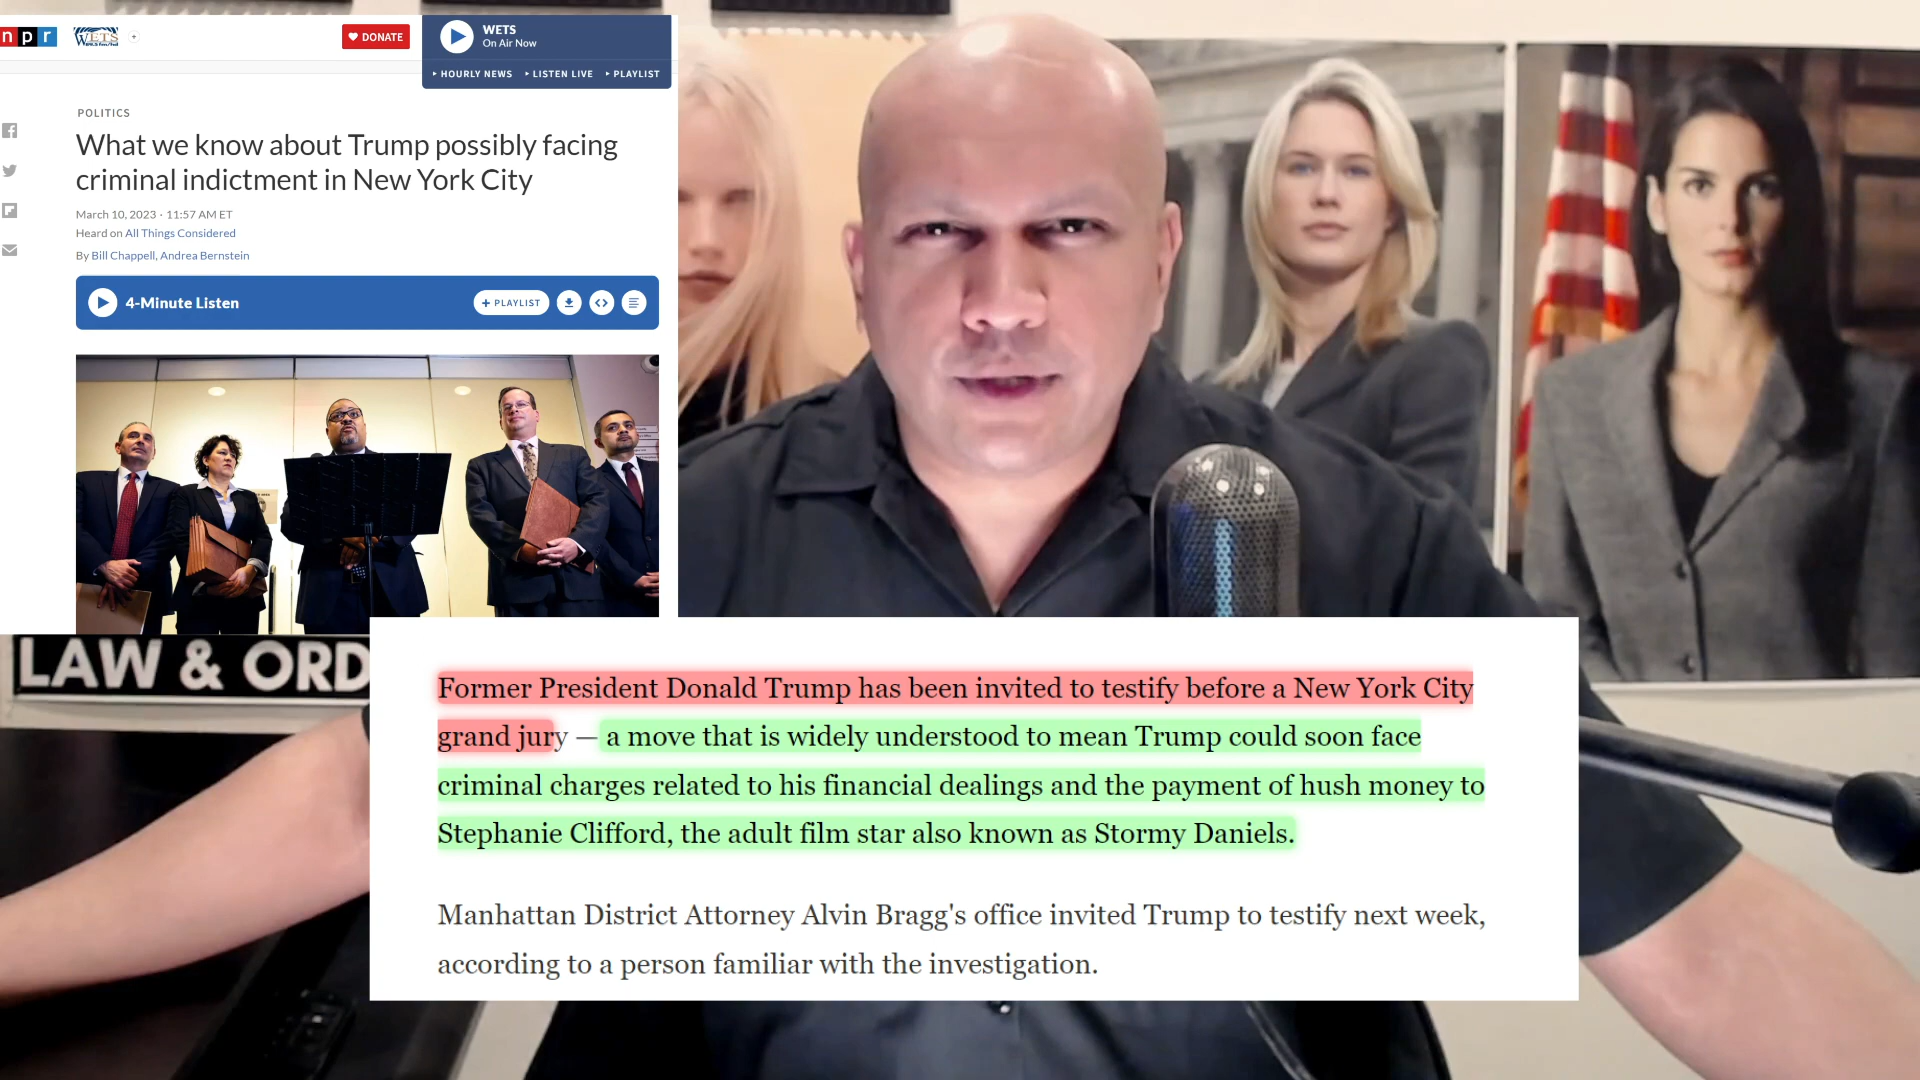 npr
WETS
+
DONATE
WETS
On Air Now
HOURLY NEWS LISTEN LIVE PLAYLIST
POLITICS
What we know about Trump possibly facing
criminal indictment in New York City
March 10, 2023 · 11:57 AM ET
Heard on All Things Considered
By Bill Chappell, Andrea Bernstein
4-Minute Listen
+ PLAYLIST
LAW & ORD
Former President Donald Trump has been invited to testify before a New York City
grand jury — a move that is widely understood to mean Trump could soon face
criminal charges related to his financial dealings and the payment of hush money to
Stephanie Clifford, the adult film star also known as Stormy Daniels.
Manhattan District Attorney Alvin Bragg's office invited Trump to testify next week,
according to a person familiar with the investigation.